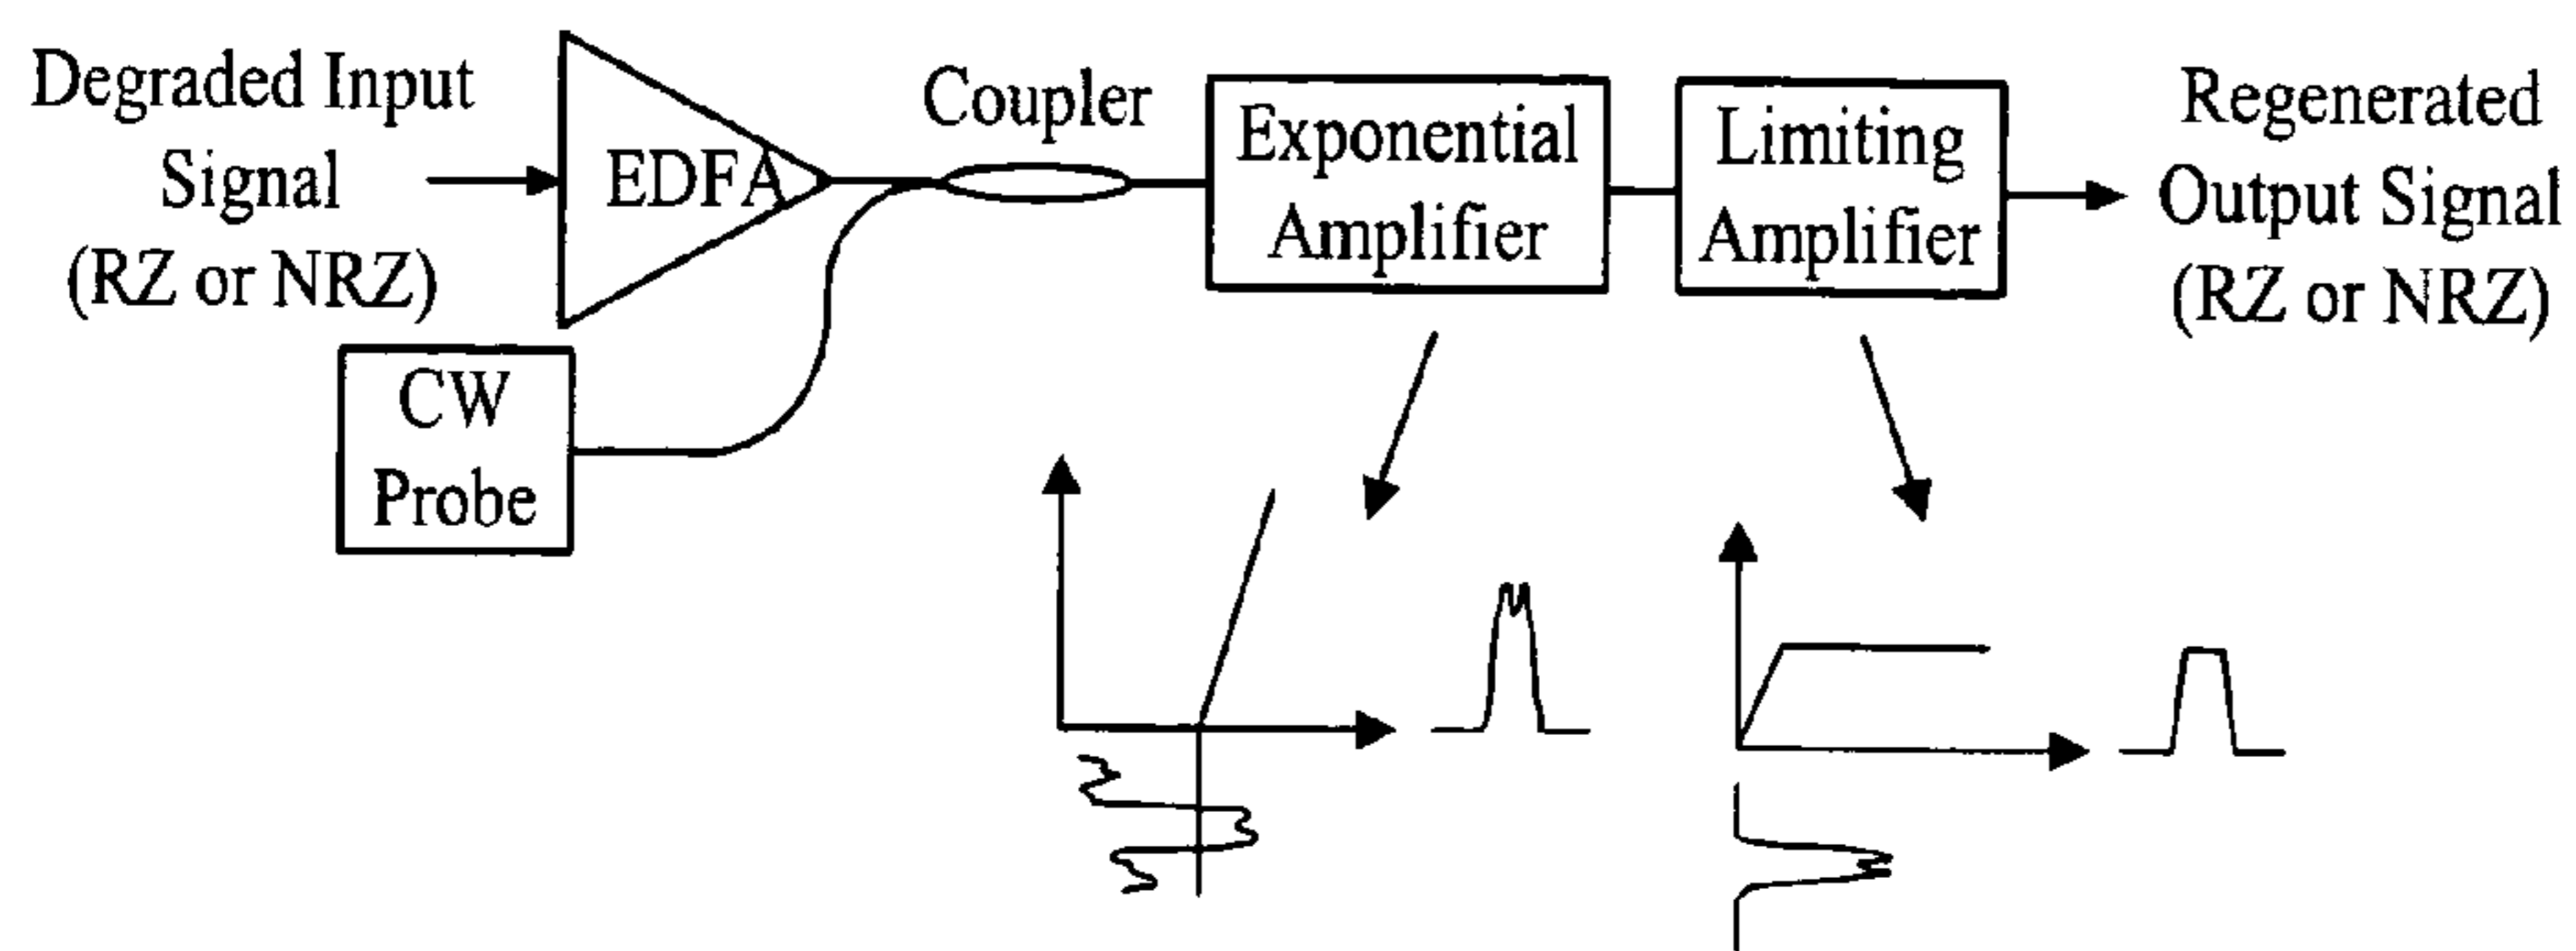 Degraded Input
Signal
(RZ or NRZ)
EDFA
CW
Probe
Coupler
Exponential
Amplifier
Limiting
Amplifier
Regenerated
Output Signal
(RZ or NRZ)